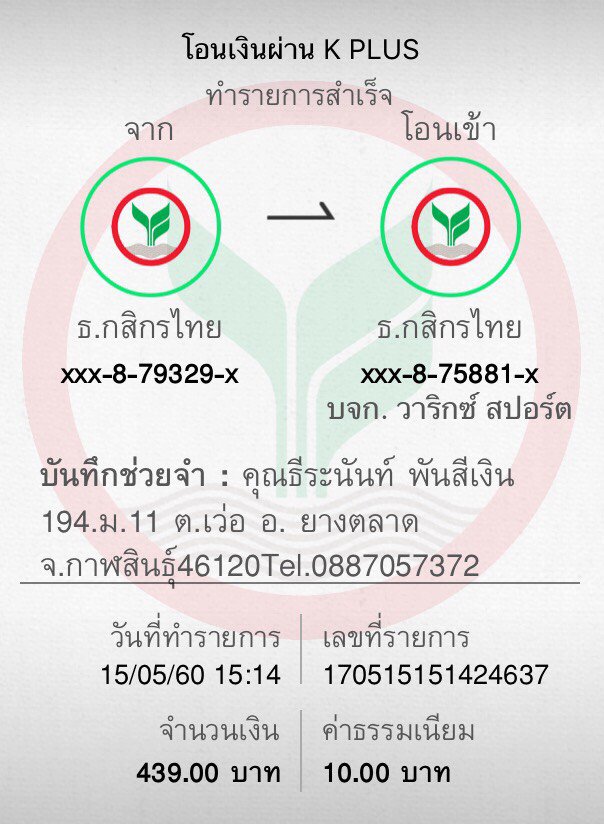 โอนเงินผ่าน K PLUS
ทำรายการสำเร็จ
จาก
โอนเข้า
ธ.กสิกรไทย
ธ.กสิกรไทย
xxx-8-79329-x
xxx-8-75881-x
บจก. วาริกซ์ สปอร์ต
บันทึกช่วยจำ : คุณธีระนันท์ พันสีเงิน
194.ม.11 ต.เว่อ อ. ยางตลาด
จ.กาฬสินธุ์46120Tel.0887057372
วันที่ทำรายการ
เลขที่รายการ
15/05/60 15:14
170515151424637
จำนวนเงิน
ค่าธรรมเนียม
439.00 บาท
10.00 บาท